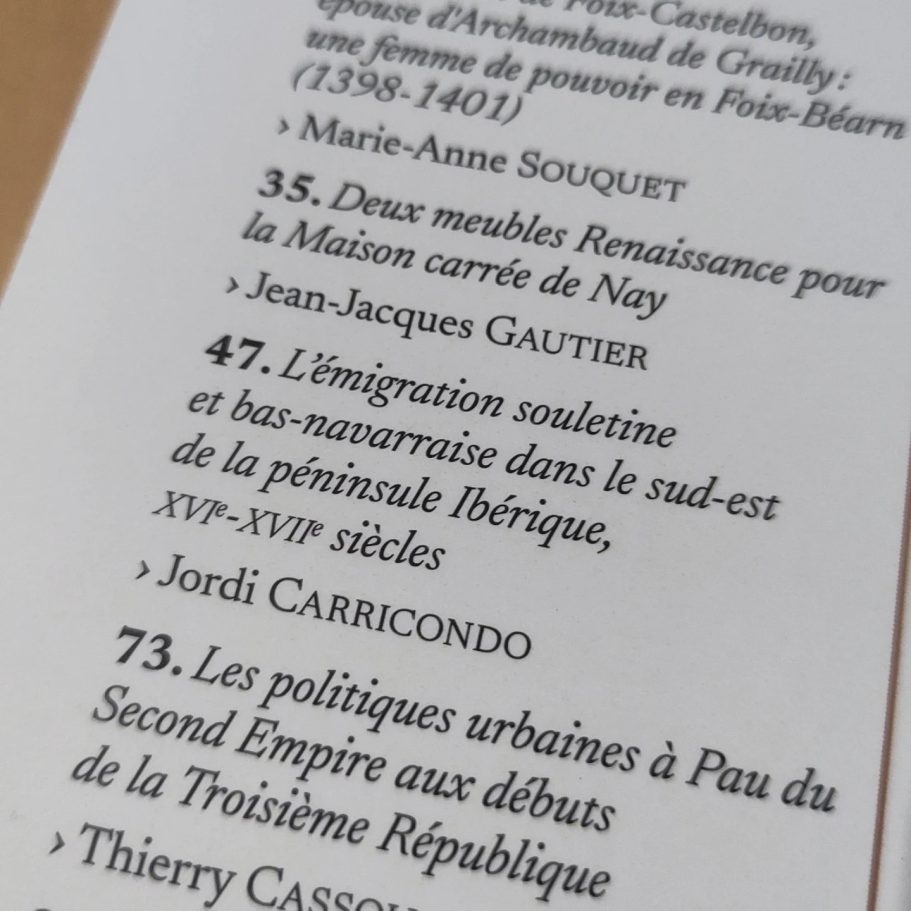 de Foix-Castelbon,
épouse d'Archambaud de Grailly :
une femme de pouvoir en Foix-Béarn
(1398-1401)
› Marie-Anne SOUQUET
35. Deux meubles Renaissance pour
la Maison carrée de Nay
› Jean-Jacques GAUTIER
47. L'émigration souletine
et bas-navarraise dans le sud-est
de la péninsule Ibérique,
XVIe-XVIIe siècles
› Jordi CARRICONDO
73. Les politiques urbaines à Pau du
Second Empire aux débuts
de la Troisième République
› Thierry